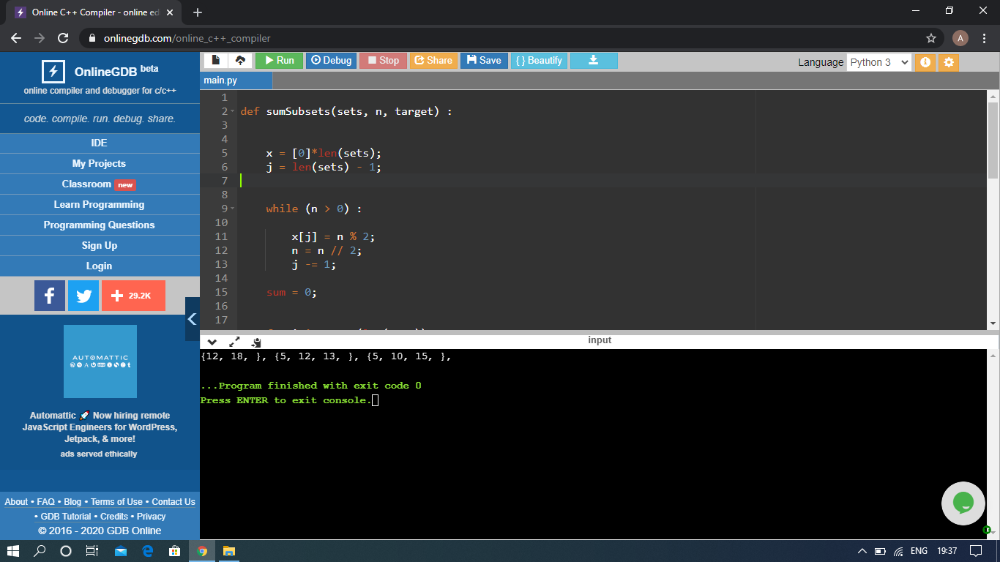 Online C++ Compiler - online ed
onlinegdb.com/online_c++_compiler
A
OnlineGDB beta
online compiler and debugger for c/c++
code. compile. run. debug. share.
IDE
My Projects
Classroom new
Learn Programming
Programming Questions
Sign Up
Login
29.2K
AUTOMATTIC
Automattic 🚀 Now hiring remote
JavaScript Engineers for WordPress,
Jetpack, & more!
ads served ethically
About • FAQ • Blog • Terms of Use • Contact Us
• GDB Tutorial • Credits • Privacy
© 2016 - 2020 GDB Online
Run Debug Stop Share Save { } Beautify
Language Python 3
main.py
1
2 def sumSubsets(sets, n, target) :
3
4
5 x = [0]*len(sets);
6 j = len(sets) - 1;
7
8
9 while (n > 0) :
10
11 x[j] = n % 2;
12 n = n // 2;
13 j -= 1;
14
15 sum = 0;
16
17
input
{12, 18, }, {5, 12, 13, }, {5, 10, 15, },
...Program finished with exit code 0
Press ENTER to exit console.
ENG 19:37